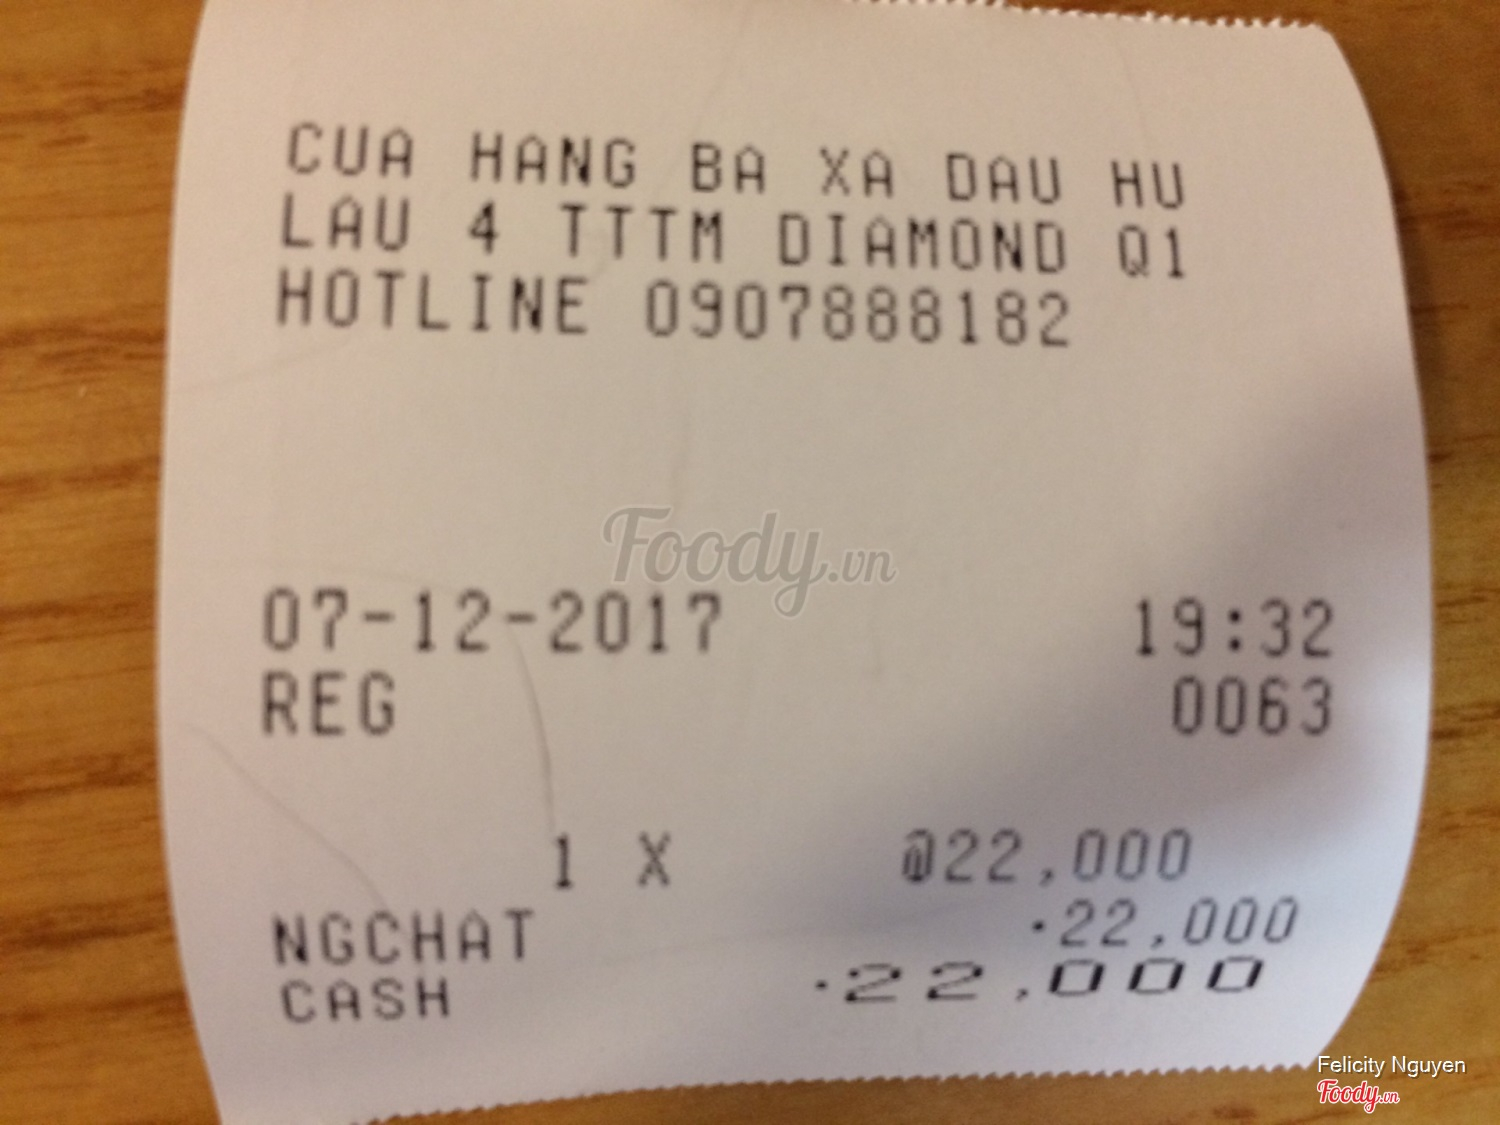 CUA HANG BA XA DAU HU
LAU 4 TTTM DIAMOND Q1
HOTLINE 0907888182
Foody.vn
07-12-2017 19:32
REG 0063
1 X @22,000
NGCHAT ·22,000
CASH ·22,000
Felicity Nguyen
Foody.vn